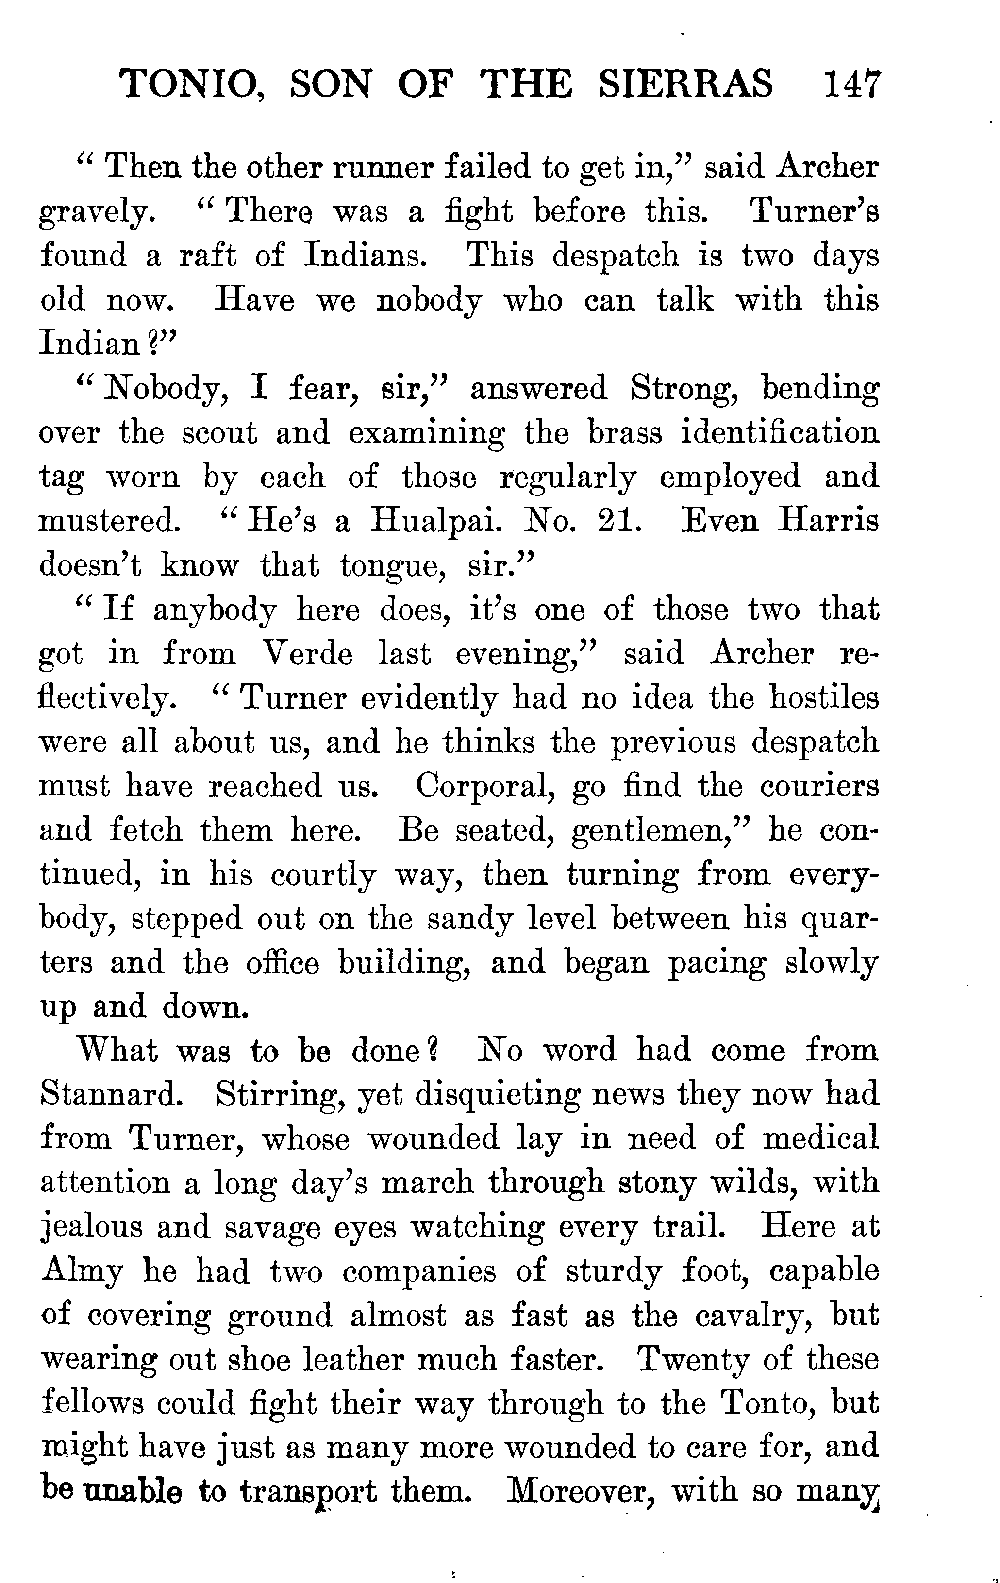 TONIO, SON OF THE SIERRAS 147
“ Then the other runner failed to get in,” said Archer
gravely. “ There was a fight before this. Turner’s
found a raft of Indians. This despatch is two days
old now. Have we nobody who can talk with this
Indian ?”
“ Nobody, I fear, sir,” answered Strong, bending
over the scout and examining the brass identification
tag worn by each of those regularly employed and
mustered. “ He’s a Hualpai. No. 21. Even Harris
doesn’t know that tongue, sir.”
“ If anybody here does, it’s one of those two that
got in from Verde last evening,” said Archer re-
flectively. “ Turner evidently had no idea the hostiles
were all about us, and he thinks the previous despatch
must have reached us. Corporal, go find the couriers
and fetch them here. Be seated, gentlemen,” he con-
tinued, in his courtly way, then turning from every-
body, stepped out on the sandy level between his quar-
ters and the office building, and began pacing slowly
up and down.
What was to be done ? No word had come from
Stannard. Stirring, yet disquieting news they now had
from Turner, whose wounded lay in need of medical
attention a long day’s march through stony wilds, with
jealous and savage eyes watching every trail. Here at
Almy he had two companies of sturdy foot, capable
of covering ground almost as fast as the cavalry, but
wearing out shoe leather much faster. Twenty of these
fellows could fight their way through to the Tonto, but
might have just as many more wounded to care for, and
be unable to transport them. Moreover, with so many